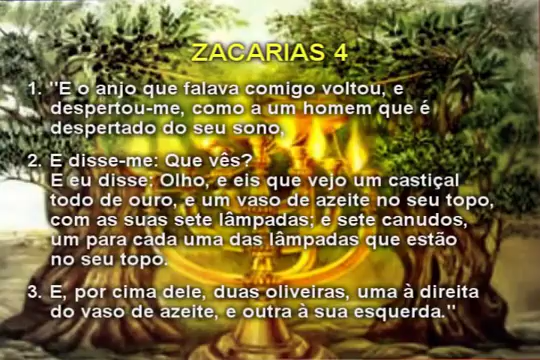 ZACARIAS 4
1. "E o anjo que falava comigo voltou, e
despertou-me, como a um homem que é
despertado do seu sono,
2. E disse-me: Que vês?
E eu disse: Olho, e eis que vejo um castiçal
todo de ouro, e um vaso de azeite no seu topo,
com as suas sete lâmpadas; e sete canudos,
um para cada uma das lâmpadas que estão
no seu topo.
3. E, por cima dele, duas oliveiras, uma à direita
do vaso de azeite, e outra à sua esquerda."